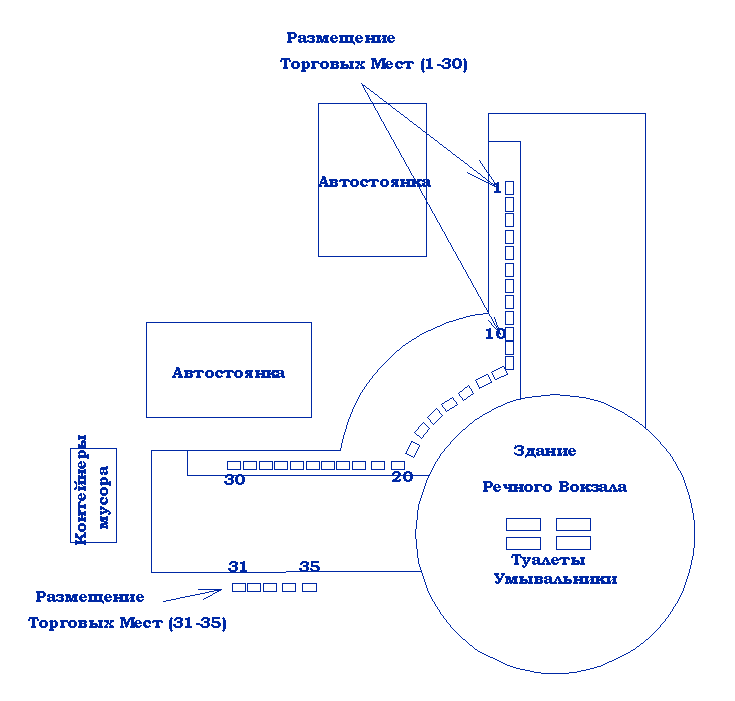 Размещение
Торговых Мест (1-30)
Автостоянка
1
10
Автостоянка
Контейнеры
мусора
30
20
Здание
Речного Вокзала
Туалеты
Умывальники
31
35
Размещение
Торговых Мест (31-35)